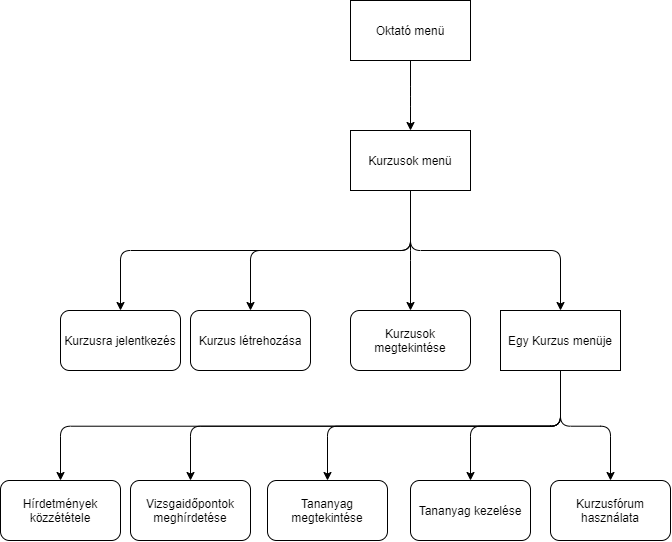 Oktató menü
Kurzusok menü
Kurzusra jelentkezés
Kurzus létrehozása
Kurzusok
megtekintése
Egy Kurzus menüje
Hírdetmények
közzététele
Vizsgaidőpontok
meghírdetése
Tananyag
megtekintése
Tananyag kezelése
Kurzusfórum
használata